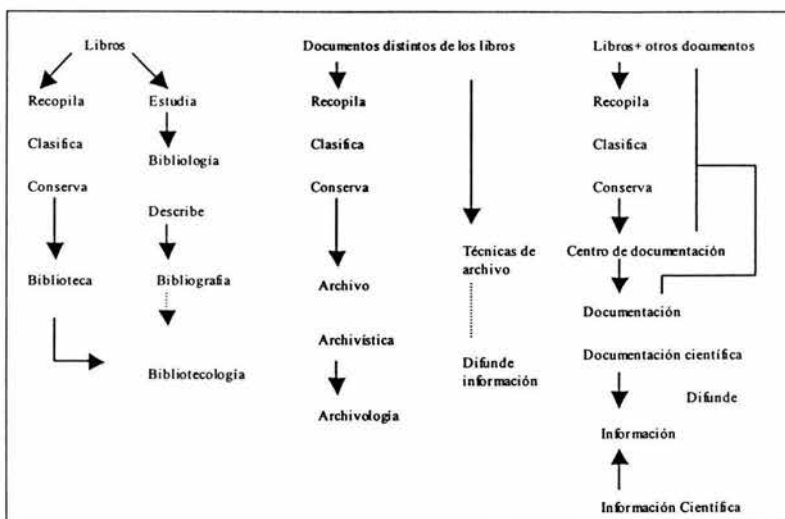 Libros
Recopila
Clasifica
Conserva
Biblioteca
Estudia
Bibliología
Describe
Bibliografía
Bibliotecología
Documentos distintos de los libros
Recopila
Clasifica
Conserva
Archivo
Archivística
Archivología
Técnicas de
archivo
Difunde
información
Libros+ otros documentos
Recopila
Clasifica
Conserva
Centro de documentación
Documentación
Documentación científica
Difunde
Información
Información Científica